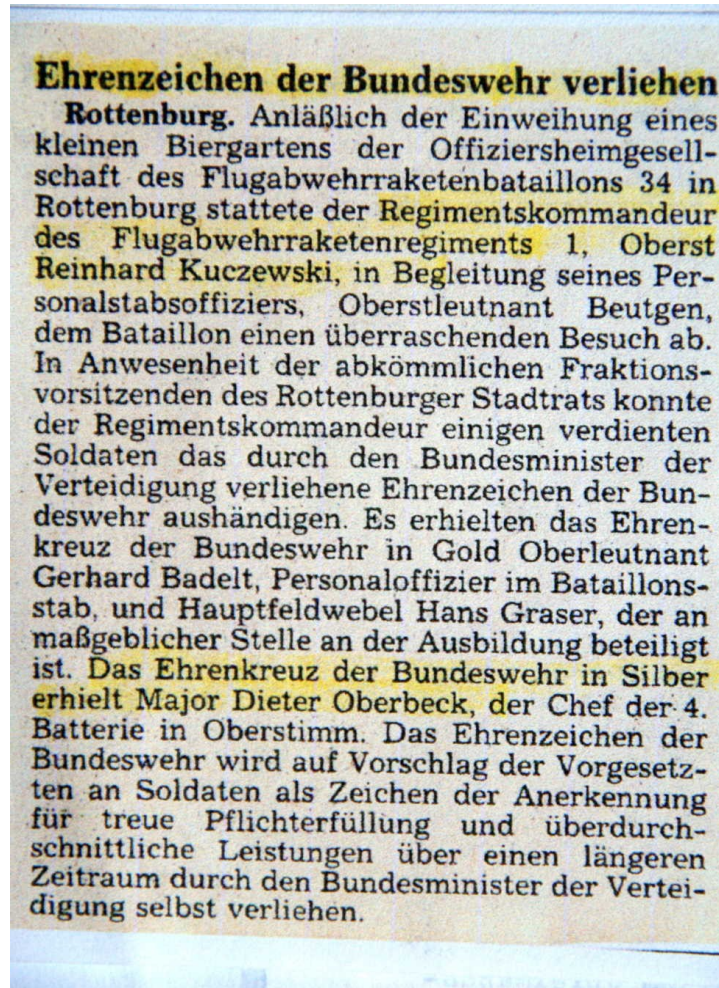 Ehrenzeichen der Bundeswehr verliehen
Rottenburg. Anläßlich der Einweihung eines
kleinen Biergartens der Offiziersheimgesell-
schaft des Flugabwehrraketenbataillons 34 in
Rottenburg stattete der Regimentskommandeur
des Flugabwehrraketenregiments 1, Oberst
Reinhard Kuczewski, in Begleitung seines Per-
sonalstabsoffiziers, Oberstleutnant Beutgen,
dem Bataillon einen überraschenden Besuch ab.
In Anwesenheit der abkömmlichen Fraktions-
vorsitzenden des Rottenburger Stadtrats konnte
der Regimentskommandeur einigen verdienten
Soldaten das durch den Bundesminister der
Verteidigung verliehene Ehrenzeichen der Bun-
deswehr aushändigen. Es erhielten das Ehren-
kreuz der Bundeswehr in Gold Oberleutnant
Gerhard Badelt, Personaloffizier im Bataillons-
stab, und Hauptfeldwebel Hans Graser, der an
maßgeblicher Stelle an der Ausbildung beteiligt
ist. Das Ehrenkreuz der Bundeswehr in Silber
erhielt Major Dieter Oberbeck, der Chef der 4.
Batterie in Oberstimm. Das Ehrenzeichen der
Bundeswehr wird auf Vorschlag der Vorgesetz-
ten an Soldaten als Zeichen der Anerkennung
für treue Pflichterfüllung und überdurch-
schnittliche Leistungen über einen längeren
Zeitraum durch den Bundesminister der Vertei-
digung selbst verliehen.